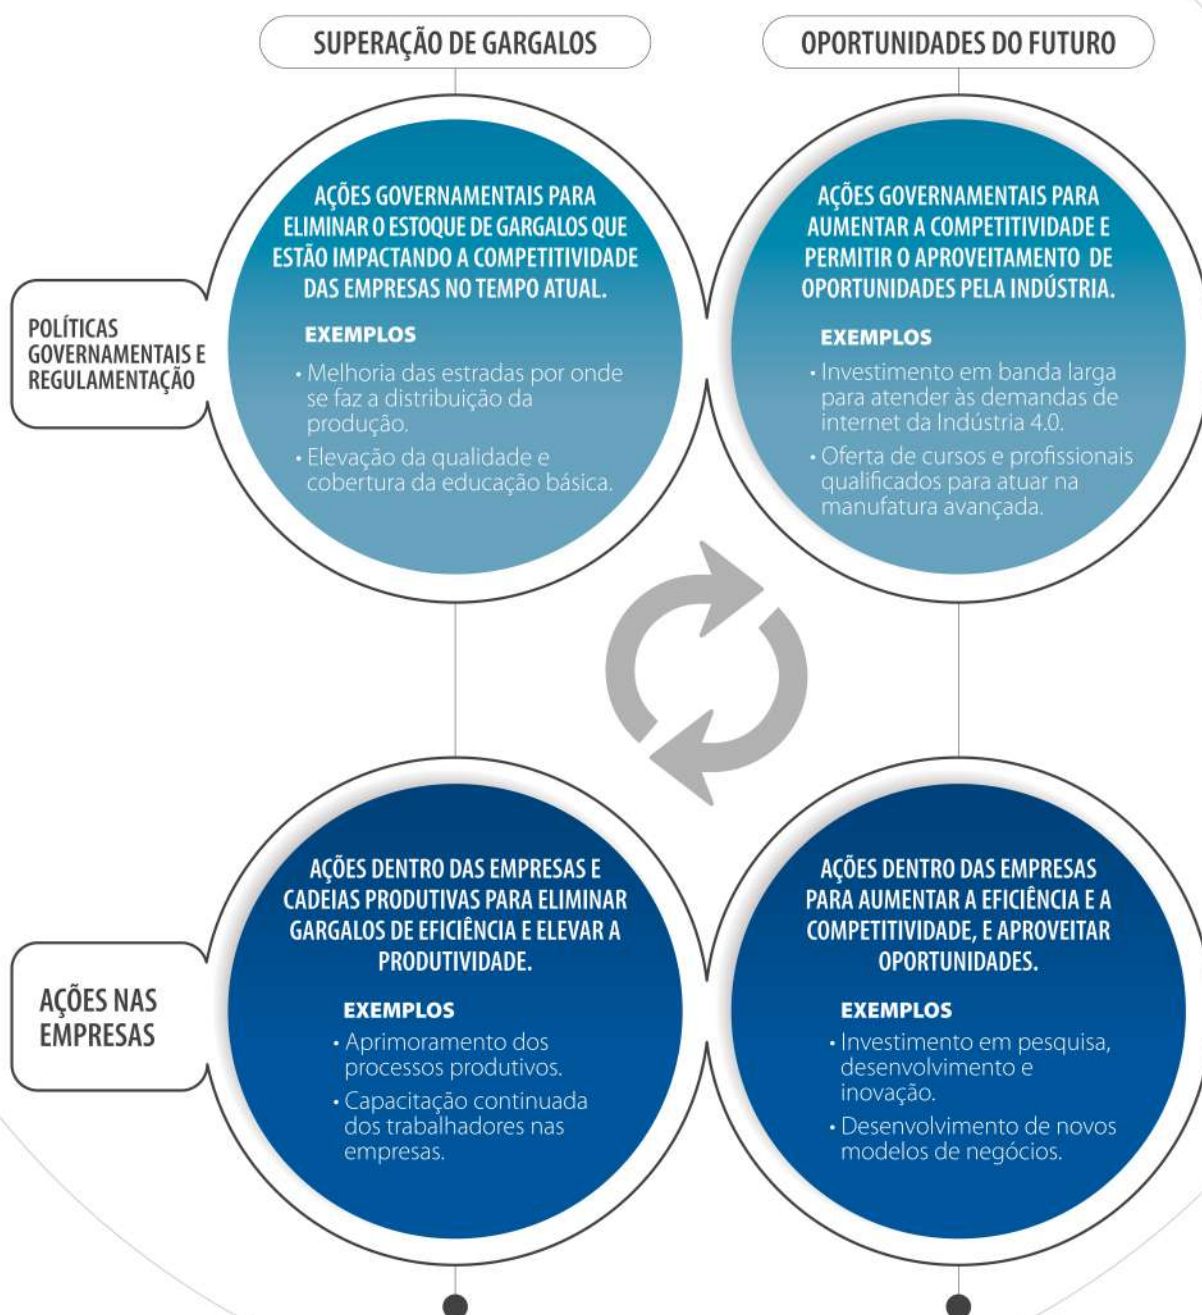 SUPERAÇÃO DE GARGALOS
OPORTUNIDADES DO FUTURO
POLÍTICAS
GOVERNAMENTAIS E
REGULAMENTAÇÃO
AÇÕES GOVERNAMENTAIS PARA
ELIMINAR O ESTOQUE DE GARGALOS QUE
ESTÃO IMPACTANDO A COMPETITIVIDADE
DAS EMPRESAS NO TEMPO ATUAL.
EXEMPLOS
• Melhoria das estradas por onde
se faz a distribuição da
produção.
• Elevação da qualidade e
cobertura da educação básica.
AÇÕES GOVERNAMENTAIS PARA
AUMENTAR A COMPETITIVIDADE E
PERMITIR O APROVEITAMENTO DE
OPORTUNIDADES PELA INDÚSTRIA.
EXEMPLOS
• Investimento em banda larga
para atender às demandas de
internet da Indústria 4.0.
• Oferta de cursos e profissionais
qualificados para atuar na
manufatura avançada.
AÇÕES NAS
EMPRESAS
AÇÕES DENTRO DAS EMPRESAS E
CADEIAS PRODUTIVAS PARA ELIMINAR
GARGALOS DE EFICIÊNCIA E ELEVAR A
PRODUTIVIDADE.
EXEMPLOS
• Aprimoramento dos
processos produtivos.
• Capacitação continuada
dos trabalhadores nas
empresas.
AÇÕES DENTRO DAS EMPRESAS
PARA AUMENTAR A EFICIÊNCIA E A
COMPETITIVIDADE, E APROVEITAR
OPORTUNIDADES.
EXEMPLOS
• Investimento em pesquisa,
desenvolvimento e
inovação.
• Desenvolvimento de novos
modelos de negócios.